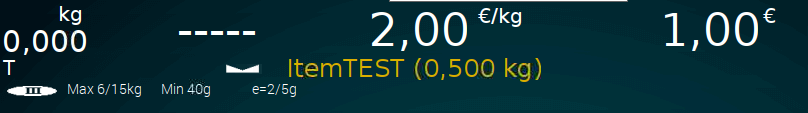 kg
0,000
T
-----
2,00 €/kg
1,00€
ItemTEST (0,500 kg)
III Max 6/15kg Min 40g e=2/5g